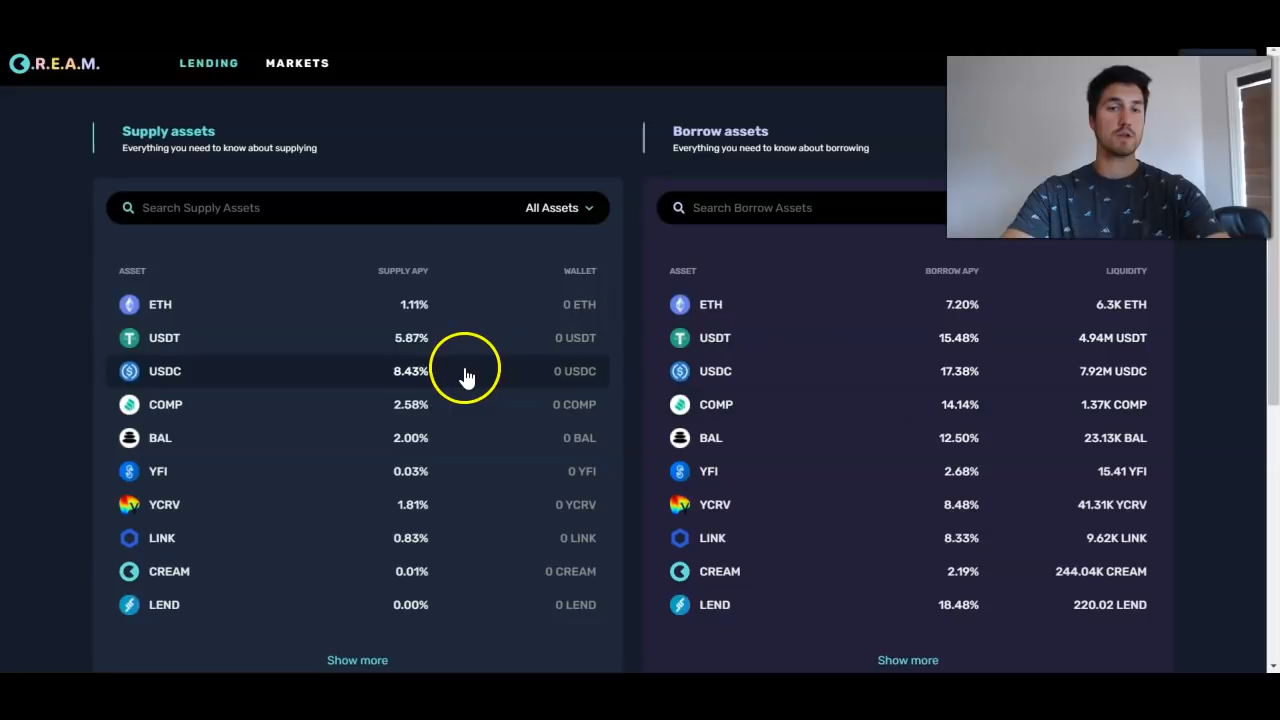 C.R.E.A.M. LENDING MARKETS
Supply assets
Everything you need to know about supplying
Search Supply Assets All Assets
ASSET SUPPLY APY WALLET
ETH 1.11% 0 ETH
USDT 5.87% 0 USDT
USDC 8.43% 0 USDC
COMP 2.58% 0 COMP
BAL 2.00% 0 BAL
YFI 0.03% 0 YFI
YCRV 1.81% 0 YCRV
LINK 0.83% 0 LINK
CREAM 0.01% 0 CREAM
LEND 0.00% 0 LEND
Show more
Borrow assets
Everything you need to know about borrowing
Search Borrow Assets
ASSET BORROW APY LIQUIDITY
ETH 7.20% 6.3K ETH
USDT 15.48% 4.94M USDT
USDC 17.38% 7.92M USDC
COMP 14.14% 1.37K COMP
BAL 12.50% 23.13K BAL
YFI 2.68% 15.41 YFI
YCRV 8.48% 41.31K YCRV
LINK 8.33% 9.62K LINK
CREAM 2.19% 244.04K CREAM
LEND 18.48% 220.02 LEND
Show more